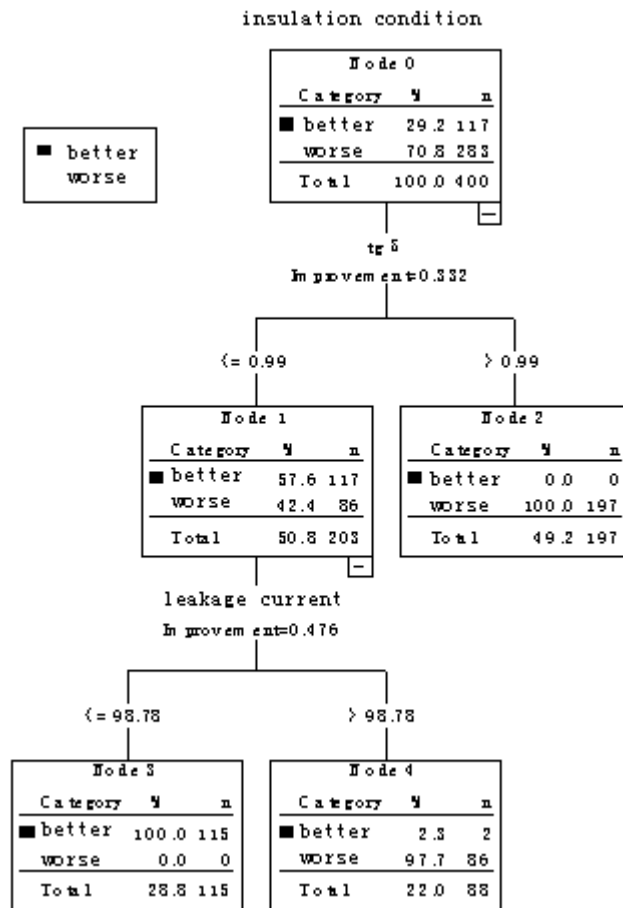 insulation condition
Node 0
Category % n
better 29.2 117
worse 70.8 283
Total 100.0 400
better
worse
tg δ
Improvement=0.332
<= 0.99
> 0.99
Node 1
Category % n
better 57.6 117
worse 42.4 86
Total 50.8 203
Node 2
Category % n
better 0.0 0
worse 100.0 197
Total 49.2 197
leakage current
Improvement=0.476
<= 98.78
> 98.78
Node 3
Category % n
better 100.0 115
worse 0.0 0
Total 28.8 115
Node 4
Category % n
better 2.3 2
worse 97.7 86
Total 22.0 88